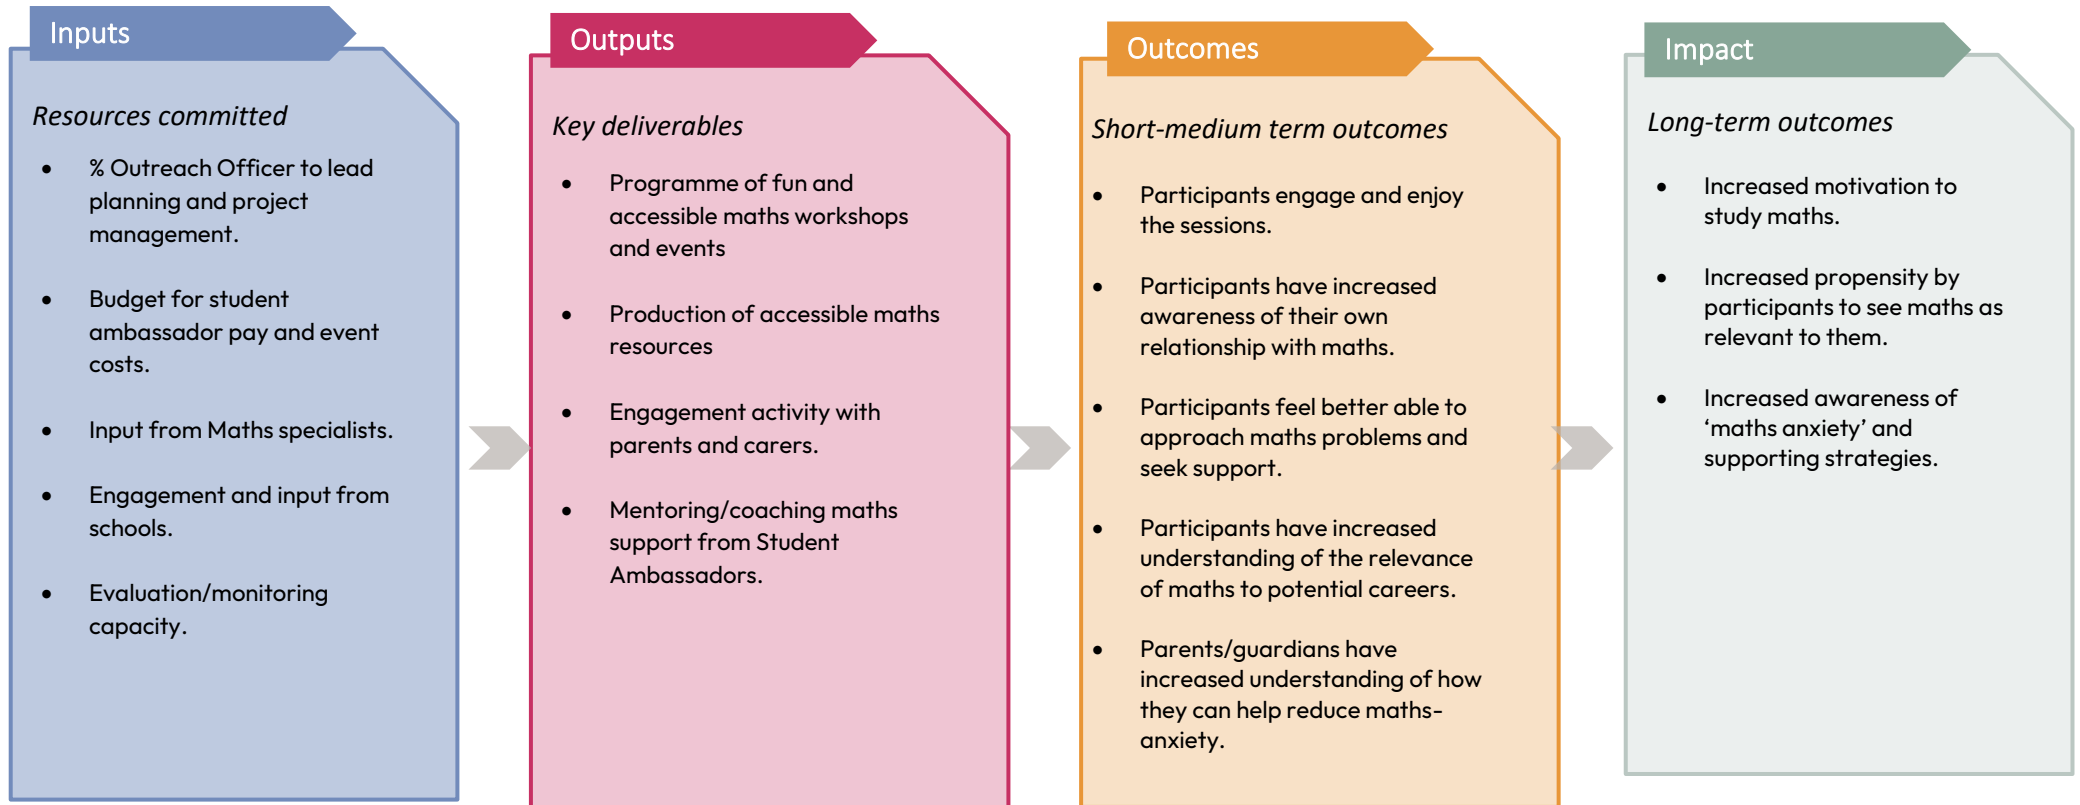 Inputs
Resources committed
• % Outreach Officer to lead
planning and project
management.
• Budget for student
ambassador pay and event
costs.
• Input from Maths specialists.
• Engagement and input from
schools.
• Evaluation/monitoring
capacity.
Outputs
Key deliverables
• Programme of fun and
accessible maths workshops
and events
• Production of accessible maths
resources
• Engagement activity with
parents and carers.
• Mentoring/coaching maths
support from Student
Ambassadors.
Outcomes
Short-medium term outcomes
• Participants engage and enjoy
the sessions.
• Participants have increased
awareness of their own
relationship with maths.
• Participants feel better able to
approach maths problems and
seek support.
• Participants have increased
understanding of the relevance
of maths to potential careers.
• Parents/guardians have
increased understanding of how
they can help reduce maths-
anxiety.
Impact
Long-term outcomes
• Increased motivation to
study maths.
• Increased propensity by
participants to see maths as
relevant to them.
• Increased awareness of
‘maths anxiety’ and
supporting strategies.